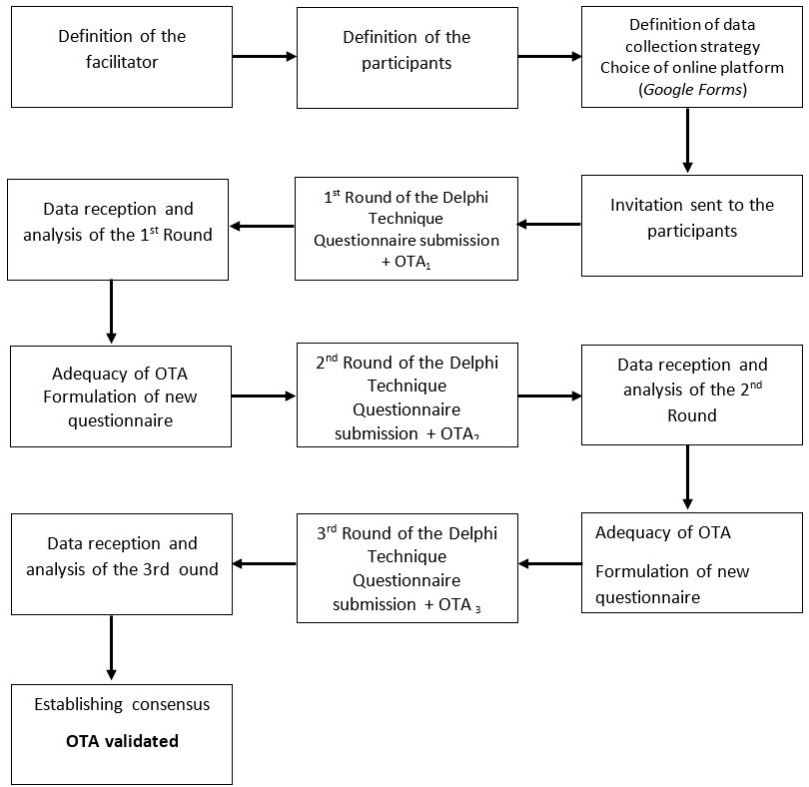 Definition of the
facilitator
Definition of the
participants
Definition of data
collection strategy
Choice of online platform
(Google Forms)
Invitation sent to the
participants
1st Round of the Delphi
Technique
Questionnaire submission
+ OTA1
Data reception and
analysis of the 1st Round
Adequacy of OTA
Formulation of new
questionnaire
2nd Round of the Delphi
Technique
Questionnaire
submission + OTA2
Data reception and
analysis of the 2nd
Round
Adequacy of OTA
Formulation of new
questionnaire
3rd Round of the Delphi
Technique
Questionnaire
submission + OTA 3
Data reception and
analysis of the 3rd ound
Establishing consensus
OTA validated